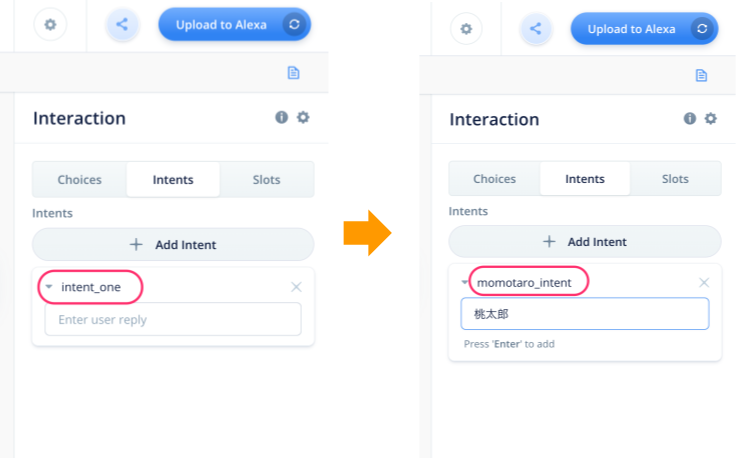 Upload to Alexa
Interaction
Choices
Intents
Slots
Intents
Add Intent
intent_one
Enter user reply
Upload to Alexa
Interaction
Choices
Intents
Slots
Intents
Add Intent
momotaro_intent
桃太郎
Press 'Enter' to add